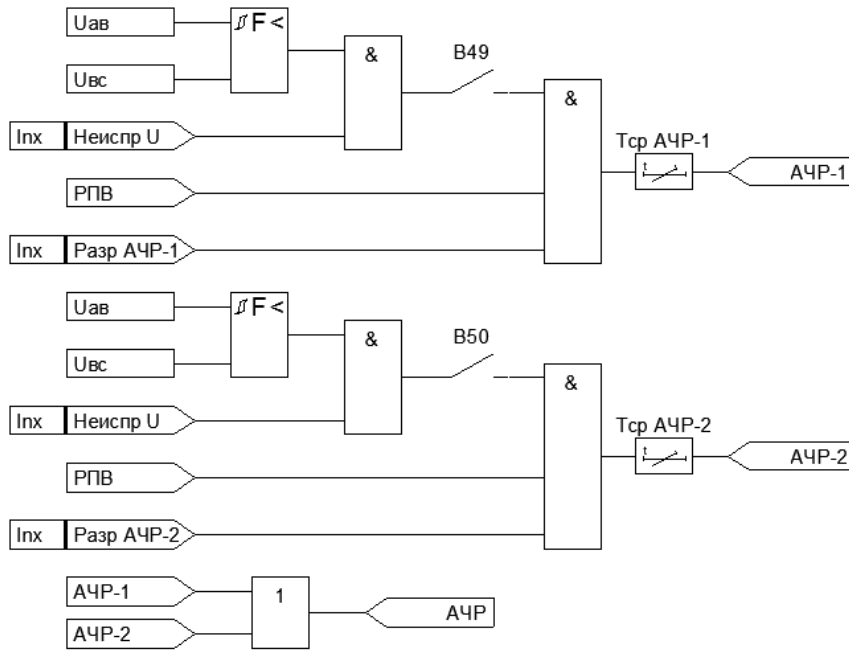 Uав
F <
Uвс
&
B49
Inx Неиспр U
&
Тср АЧР-1
t
АЧР-1
РПВ
Inx Разр АЧР-1
Uав
F <
Uвс
&
B50
Inx Неиспр U
&
Тср АЧР-2
t
АЧР-2
РПВ
Inx Разр АЧР-2
АЧР-1
1
АЧР
АЧР-2